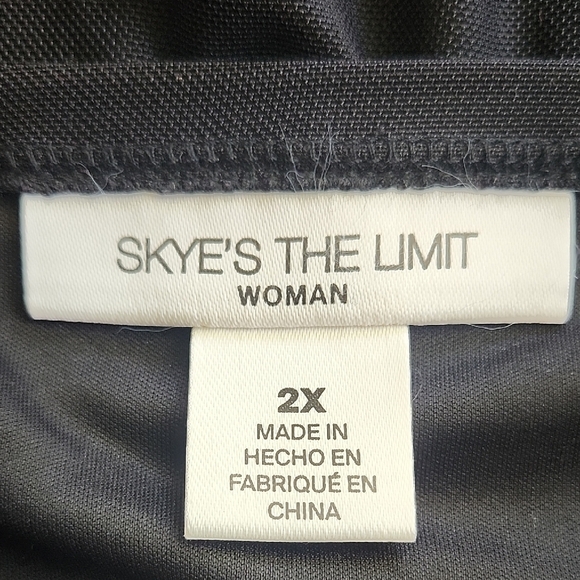 SKYE'S THE LIMIT
WOMAN
2X
MADE IN
HECHO EN
FABRIQUÉ EN
CHINA